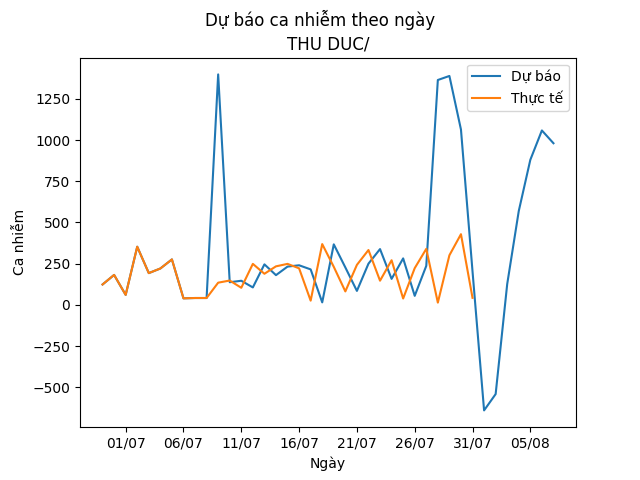 Dự báo ca nhiễm theo ngày
THU DUC/
Dự báo
Thực tế
Ca nhiễm
1250
1000
750
500
250
0
−250
−500
01/07 06/07 11/07 16/07 21/07 26/07 31/07 05/08
Ngày